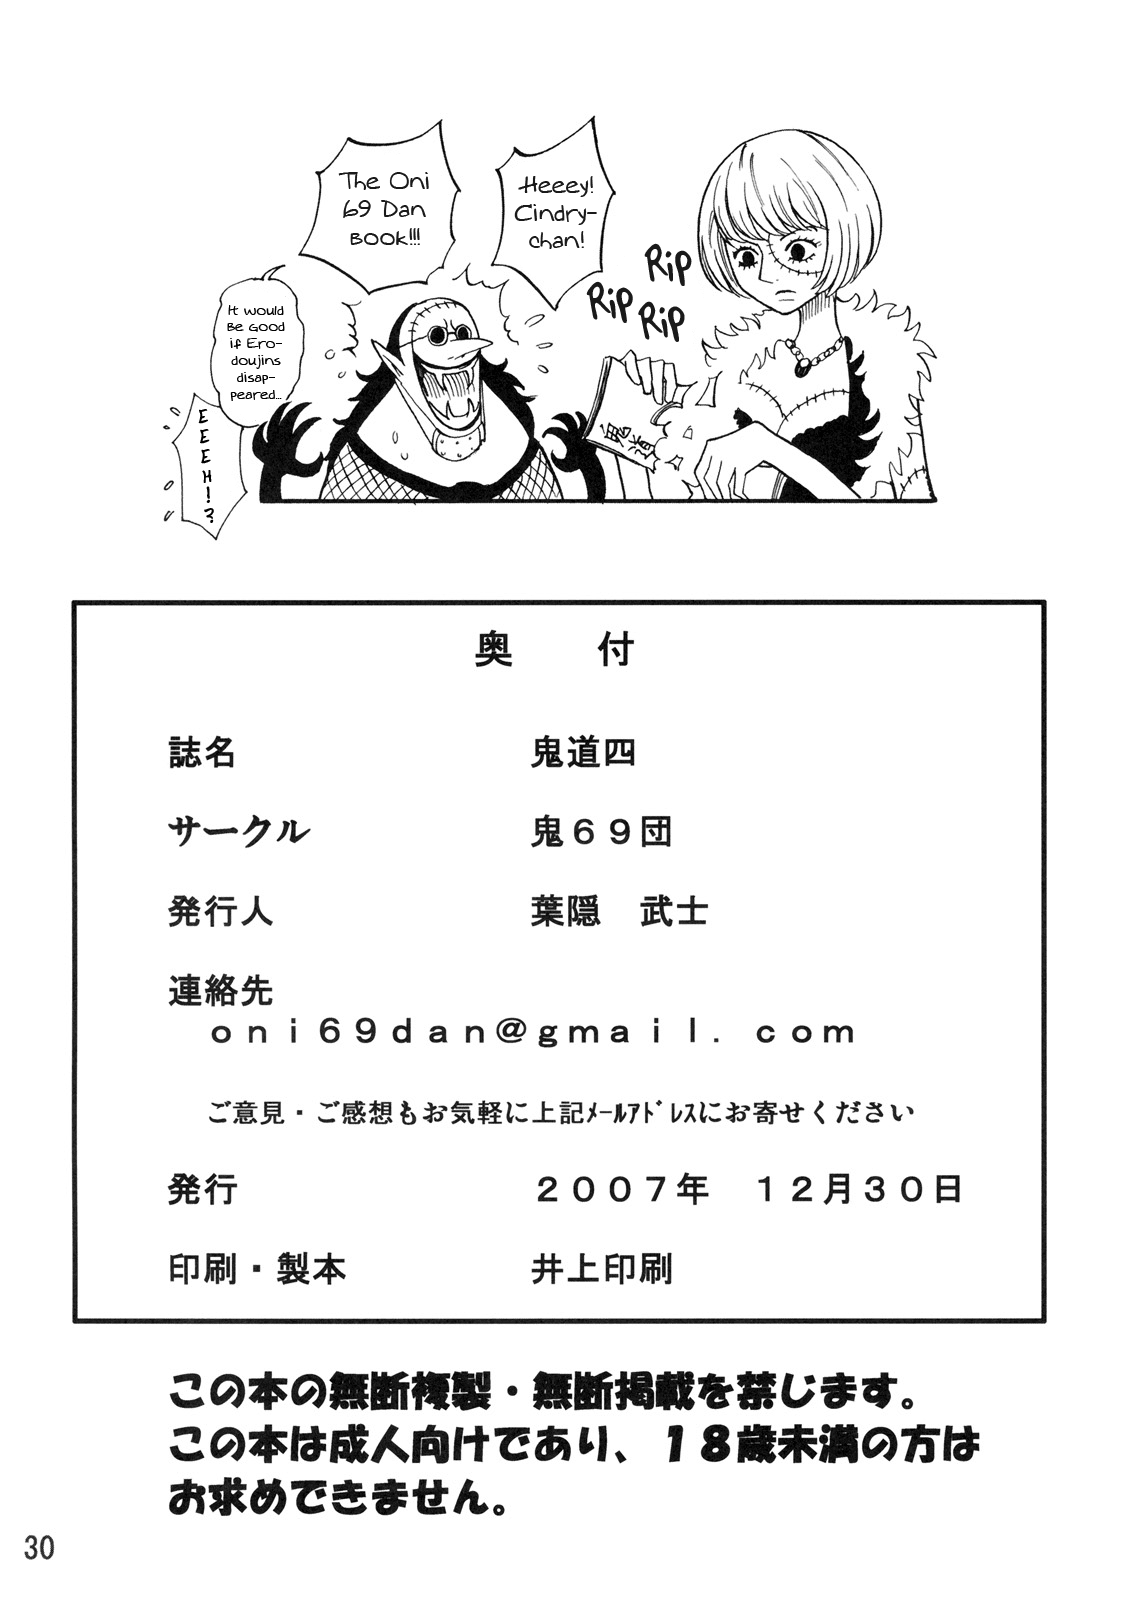 Heeey!
Cindry-
chan!
The Oni
69 Dan
Book!!!
Rip
Rip
Rip
It would
be good
if Ero-
doujins
disap-
peared...
EEEH!?
奥　付
誌名　鬼道四
サークル　鬼６９団
発行人　葉隠　武士
連絡先
ｏｎｉ６９ｄａｎ＠ｇｍａｉｌ．ｃｏｍ
ご意見・ご感想もお気軽に上記ﾒｰﾙｱﾄﾞﾚｽにお寄せください
発行　２００７年　１２月３０日
印刷・製本　井上印刷
この本の無断複製・無断掲載を禁じます。
この本は成人向けであり、１８歳未満の方は
お求めできません。
30